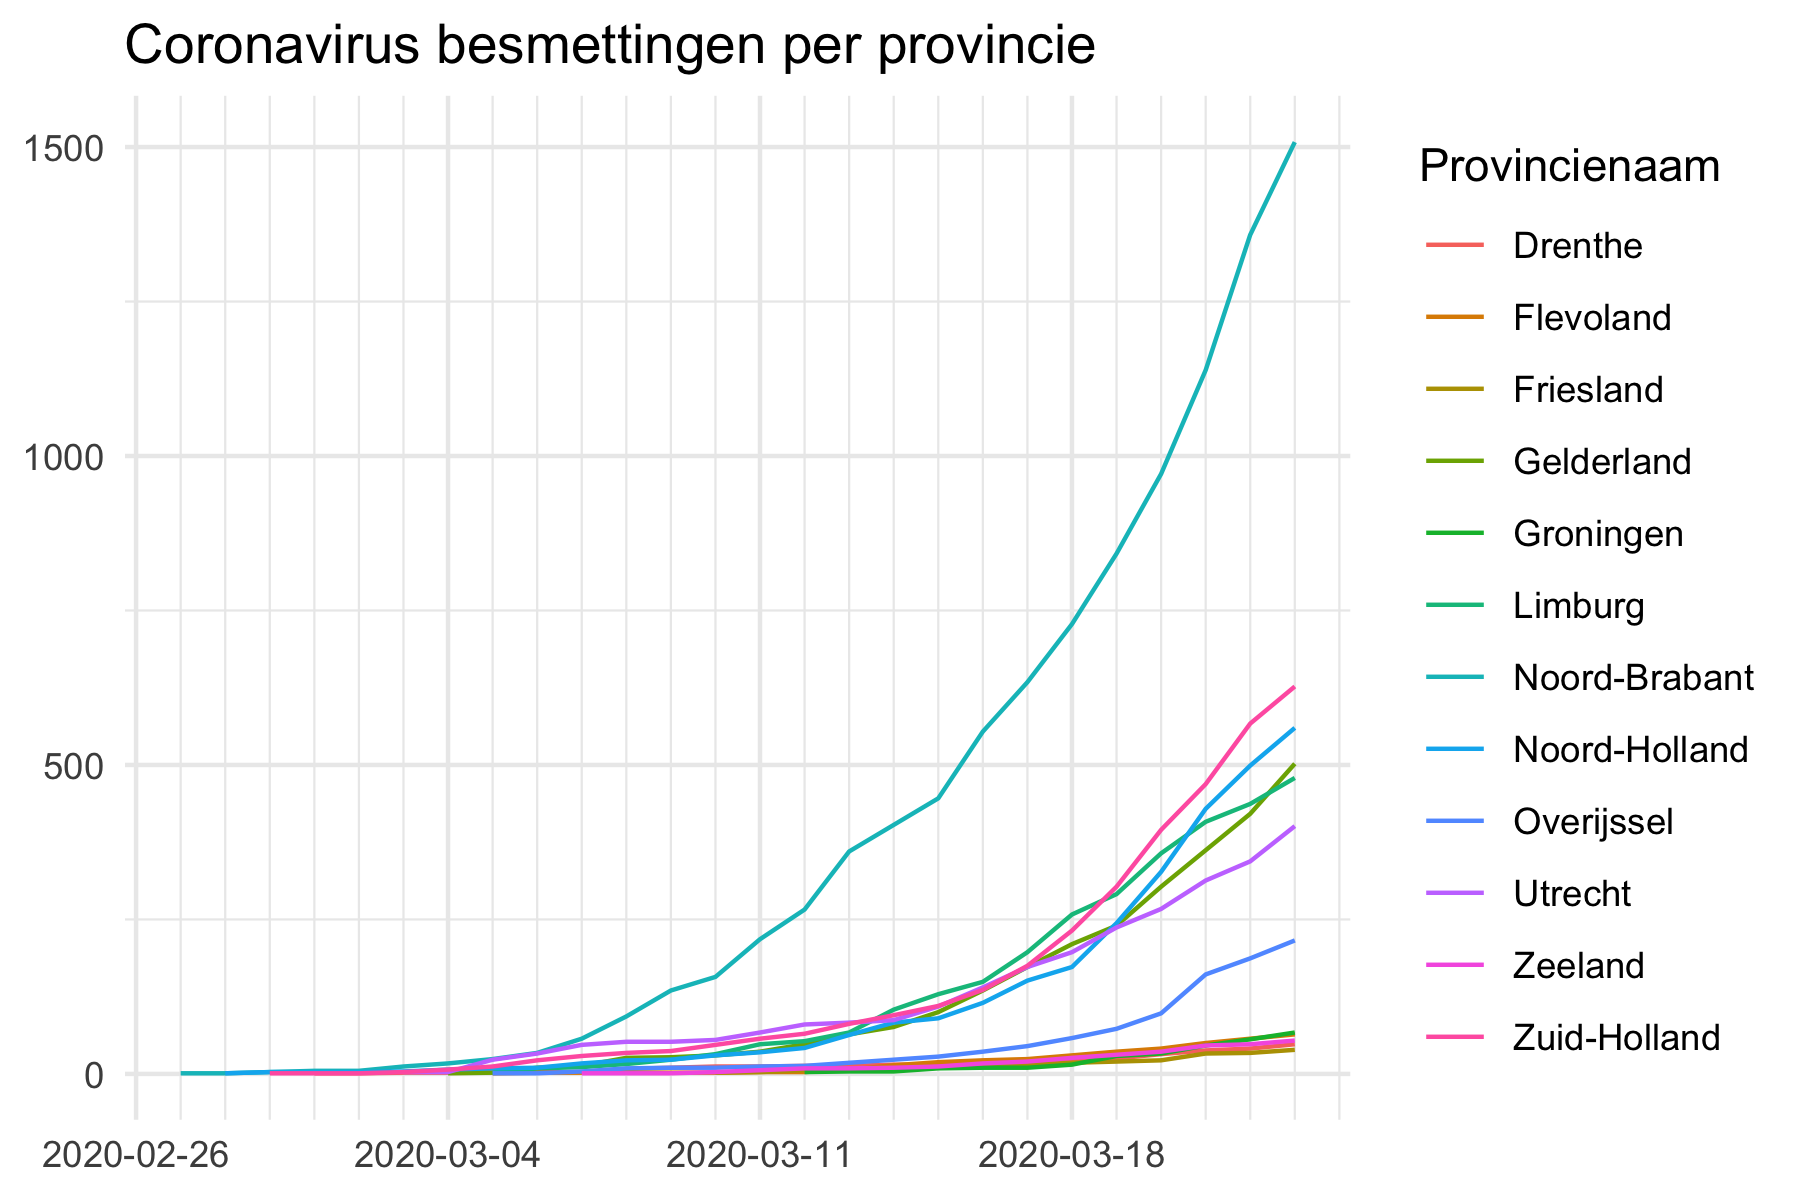 Coronavirus besmettingen per provincie
1500
1000
500
0
2020-02-26
2020-03-04
2020-03-11
2020-03-18
Provincienaam
Drenthe
Flevoland
Friesland
Gelderland
Groningen
Limburg
Noord-Brabant
Noord-Holland
Overijssel
Utrecht
Zeeland
Zuid-Holland